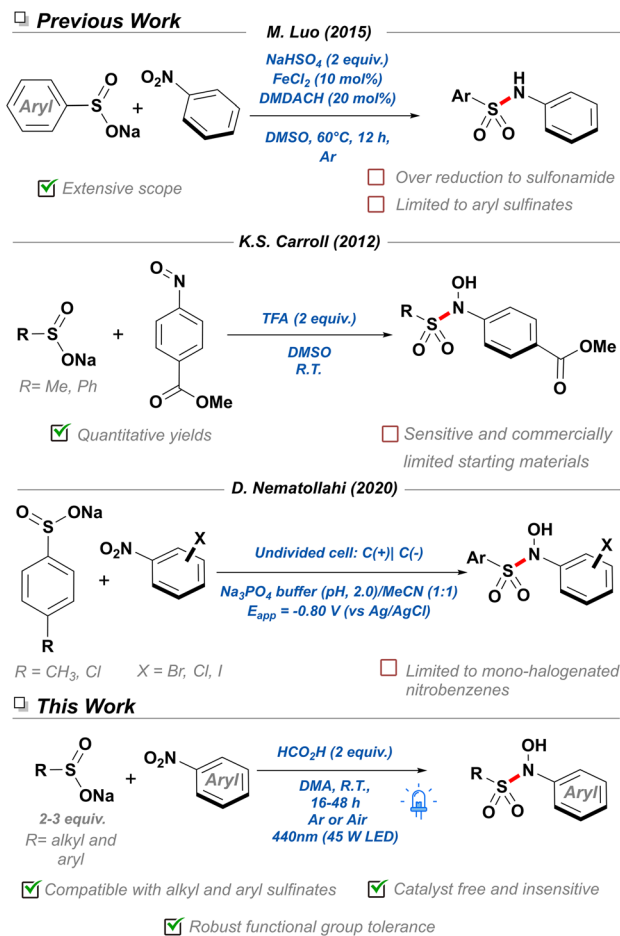 Previous Work
M. Luo (2015)
NaHSO4 (2 equiv.)
FeCl2 (10 mol%)
DMDACH (20 mol%)
DMSO, 60°C, 12 h,
Ar
Aryl
S
O
ONa
+
O2N
Ar
S
H
N
O
O
Extensive scope
Over reduction to sulfonamide
Limited to aryl sulfinates
K.S. Carroll (2012)
R
S
O
ONa
R= Me, Ph
+
O
N
O
OMe
TFA (2 equiv.)
DMSO
R.T.
R
S
O
O
N
OH
OMe
O
Quantitative yields
Sensitive and commercially
limited starting materials
D. Nematollahi (2020)
O
S
ONa
R
+
O2N
X
Undivided cell: C(+)| C(-)
Na3PO4 buffer (pH, 2.0)/MeCN (1:1)
Eapp = -0.80 V (vs Ag/AgCl)
Ar
S
O
O
N
OH
X
R = CH3, Cl
X = Br, Cl, I
Limited to mono-halogenated
nitrobenzenes
This Work
R
S
O
ONa
2-3 equiv.
R= alkyl and
aryl
+
O2N
Aryl
HCO2H (2 equiv.)
DMA, R.T.,
16-48 h
Ar or Air
440nm (45 W LED)
R
S
O
O
N
OH
Aryl
Compatible with alkyl and aryl sulfinates
Catalyst free and insensitive
Robust functional group tolerance